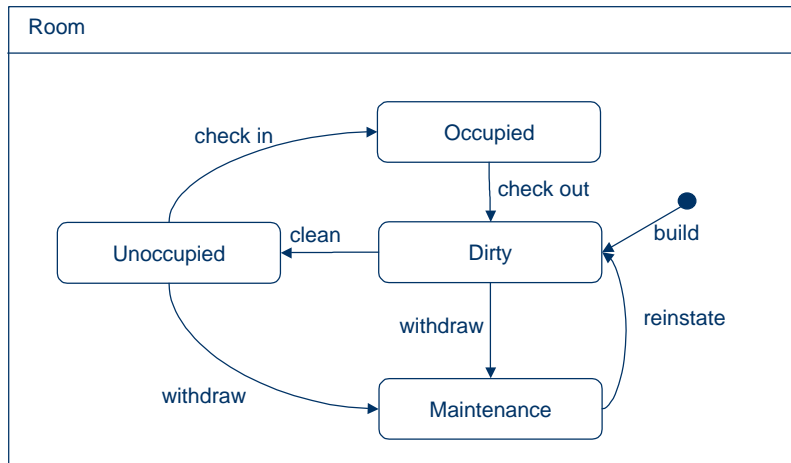 Room
Occupied
check in
check out
build
Unoccupied
clean
Dirty
reinstate
withdraw
withdraw
Maintenance